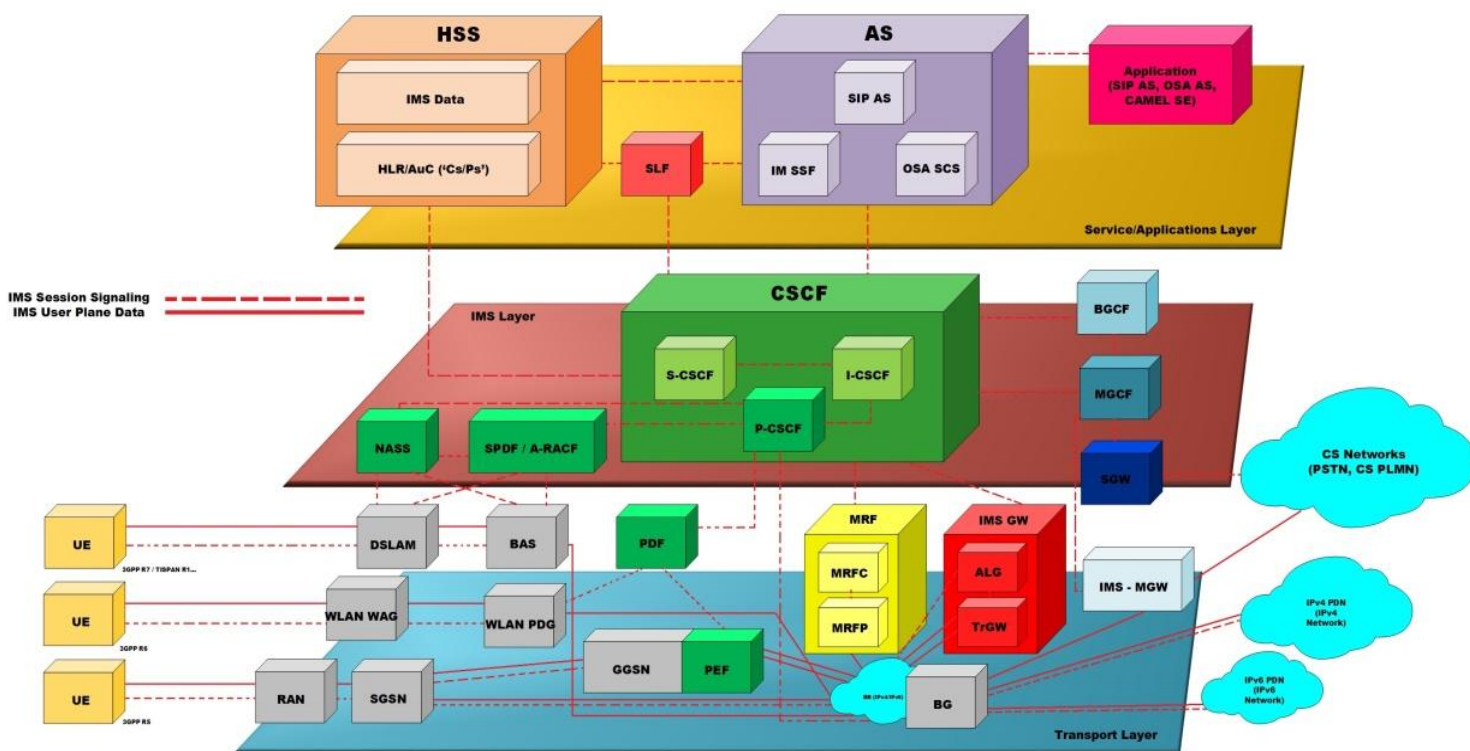 HSS
AS
IMS Data
SIP AS
Application
(SIP AS, OSA AS,
CAMEL SE)
HLR/AuC (‘Cs/Ps’)
SLF
IM SSF
OSA SCS
Service/Applications Layer
IMS Session Signaling
IMS User Plane Data
IMS Layer
CSCF
BGCF
S-CSCF
I-CSCF
MGCF
P-CSCF
NASS
SPDF / A-RACF
SGW
CS Networks
(PSTN, CS PLMN)
UE
DSLAM
BAS
PDF
MRF
IMS GW
3GPP R7 / TISPAN R1...
MRFC
ALG
IMS - MGW
UE
WLAN WAG
WLAN PDG
MRFP
TrGW
IPv4 PDN
(IPv4
Network)
3GPP R6
GGSN
PEF
UE
RAN
SGSN
BB (IPv4/IPv6)
BG
IPv6 PDN
(IPv6
Network)
3GPP R5
Transport Layer